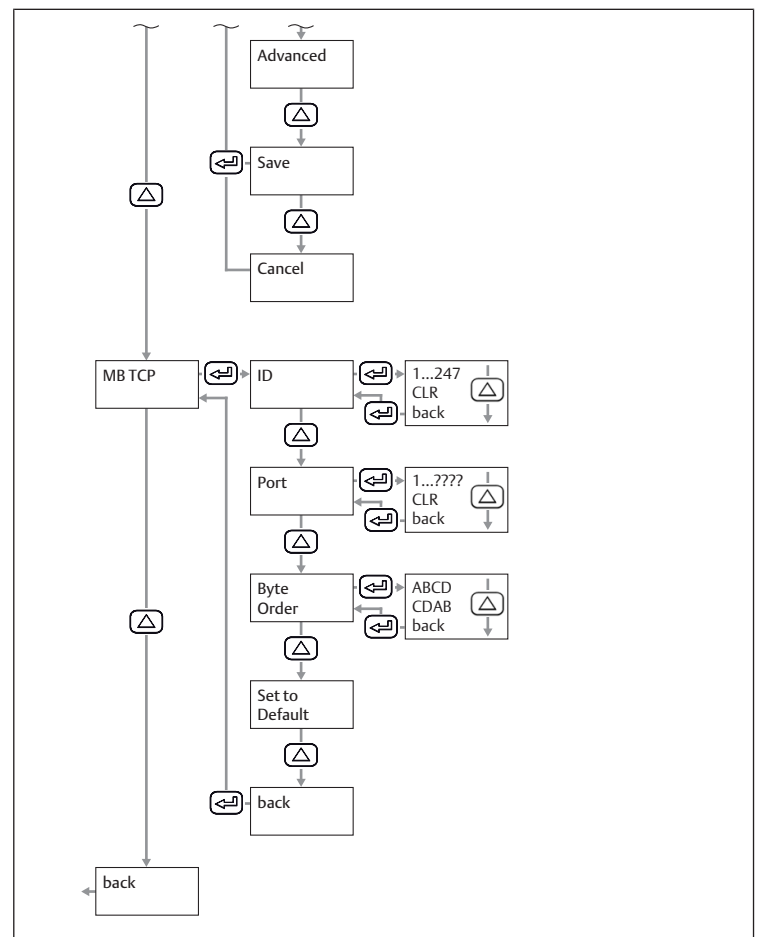 Advanced
Save
Cancel
MB TCP
ID
1...247
CLR
back
Port
1...????
CLR
back
Byte
Order
ABCD
CDAB
back
Set to
Default
back
back